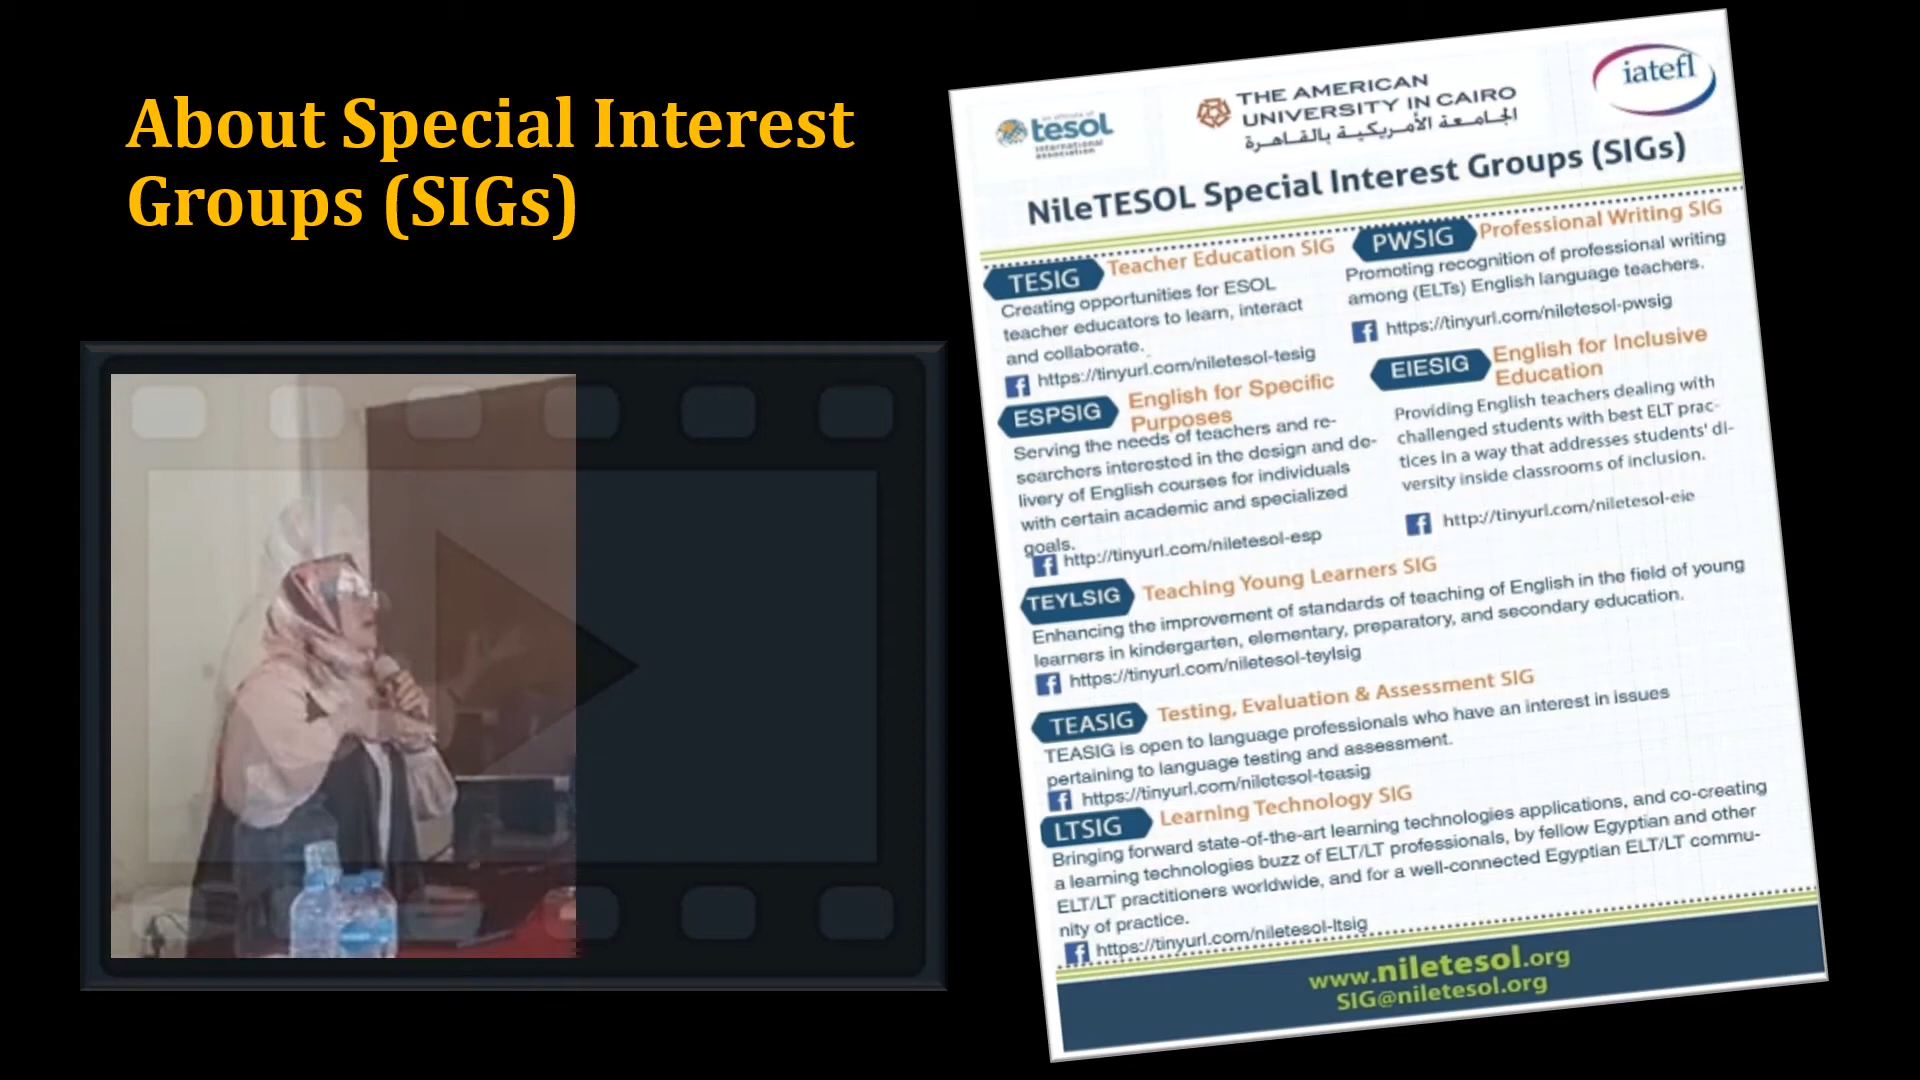 About Special Interest
Groups (SIGs)
tesol
international
association
THE AMERICAN
UNIVERSITY IN CAIRO
الجامعة الأمريكية بالقاهرة
iatefl
NileTESOL Special Interest Groups (SIGs)
TESIG Teacher Education SIG
Creating opportunities for ESOL
teacher educators to learn, interact
and collaborate.
https://tinyurl.com/niletesol-tesig
PWSIG Professional Writing SIG
Promoting recognition of professional writing
among (ELTs) English language teachers.
https://tinyurl.com/niletesol-pwsig
ESPSIG English for Specific
Purposes
Serving the needs of teachers and re-
searchers interested in the design and de-
livery of English courses for individuals
with certain academic and specialized
goals.
http://tinyurl.com/niletesol-esp
EIESIG English for Inclusive
Education
Providing English teachers dealing with
challenged students with best ELT prac-
tices in a way that addresses students' di-
versity inside classrooms of inclusion.
http://tinyurl.com/niletesol-eie
TEYLSIG Teaching Young Learners SIG
Enhancing the improvement of standards of teaching of English in the field of young
learners in kindergarten, elementary, preparatory, and secondary education.
https://tinyurl.com/niletesol-teylsig
TEASIG Testing, Evaluation & Assessment SIG
TEASIG is open to language professionals who have an interest in issues
pertaining to language testing and assessment.
https://tinyurl.com/niletesol-teasig
LTSIG Learning Technology SIG
Bringing forward state-of-the-art learning technologies applications, and co-creating
a learning technologies buzz of ELT/LT professionals, by fellow Egyptian and other
ELT/LT practitioners worldwide, and for a well-connected Egyptian ELT/LT commu-
nity of practice.
https://tinyurl.com/niletesol-ltsig
www.niletesol.org
SIG@niletesol.org